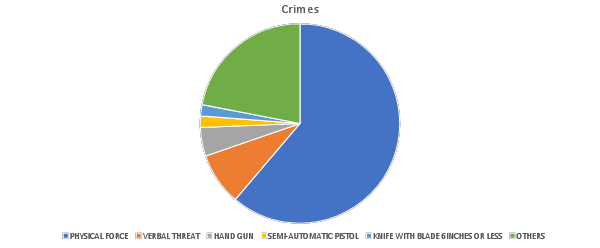 Crimes
PHYSICAL FORCE VERBAL THREAT HAND GUN SEMI-AUTOMATIC PISTOL KNIFE WITH BLADE 6INCHES OR LESS OTHERS